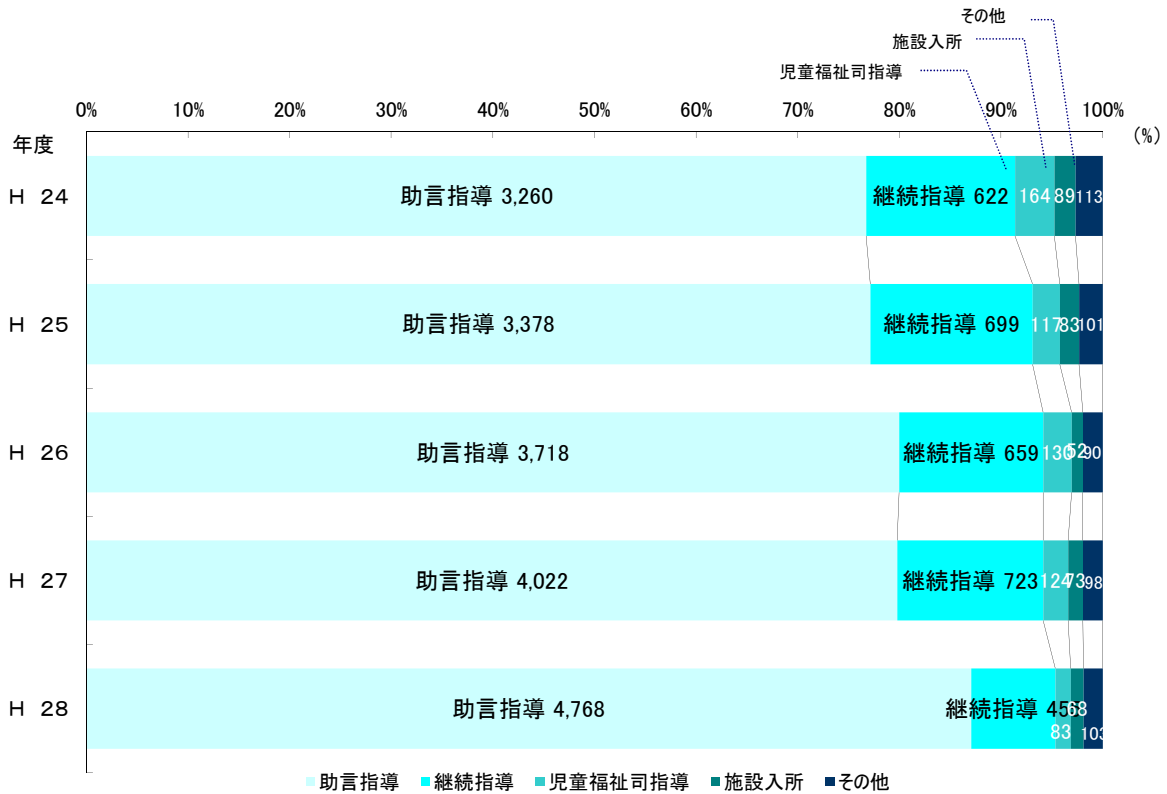 その他
施設入所
児童福祉司指導
0% 10% 20% 30% 40% 50% 60% 70% 80% 90% 100%
(%)
年度
H 24 助言指導 3,260 継続指導 622 164 89 113
H 25 助言指導 3,378 継続指導 699 117 83 101
H 26 助言指導 3,718 継続指導 659 130 52 90
H 27 助言指導 4,022 継続指導 723 124 73 98
H 28 助言指導 4,768 継続指導 83 68 103
助言指導 継続指導 児童福祉司指導 施設入所 その他